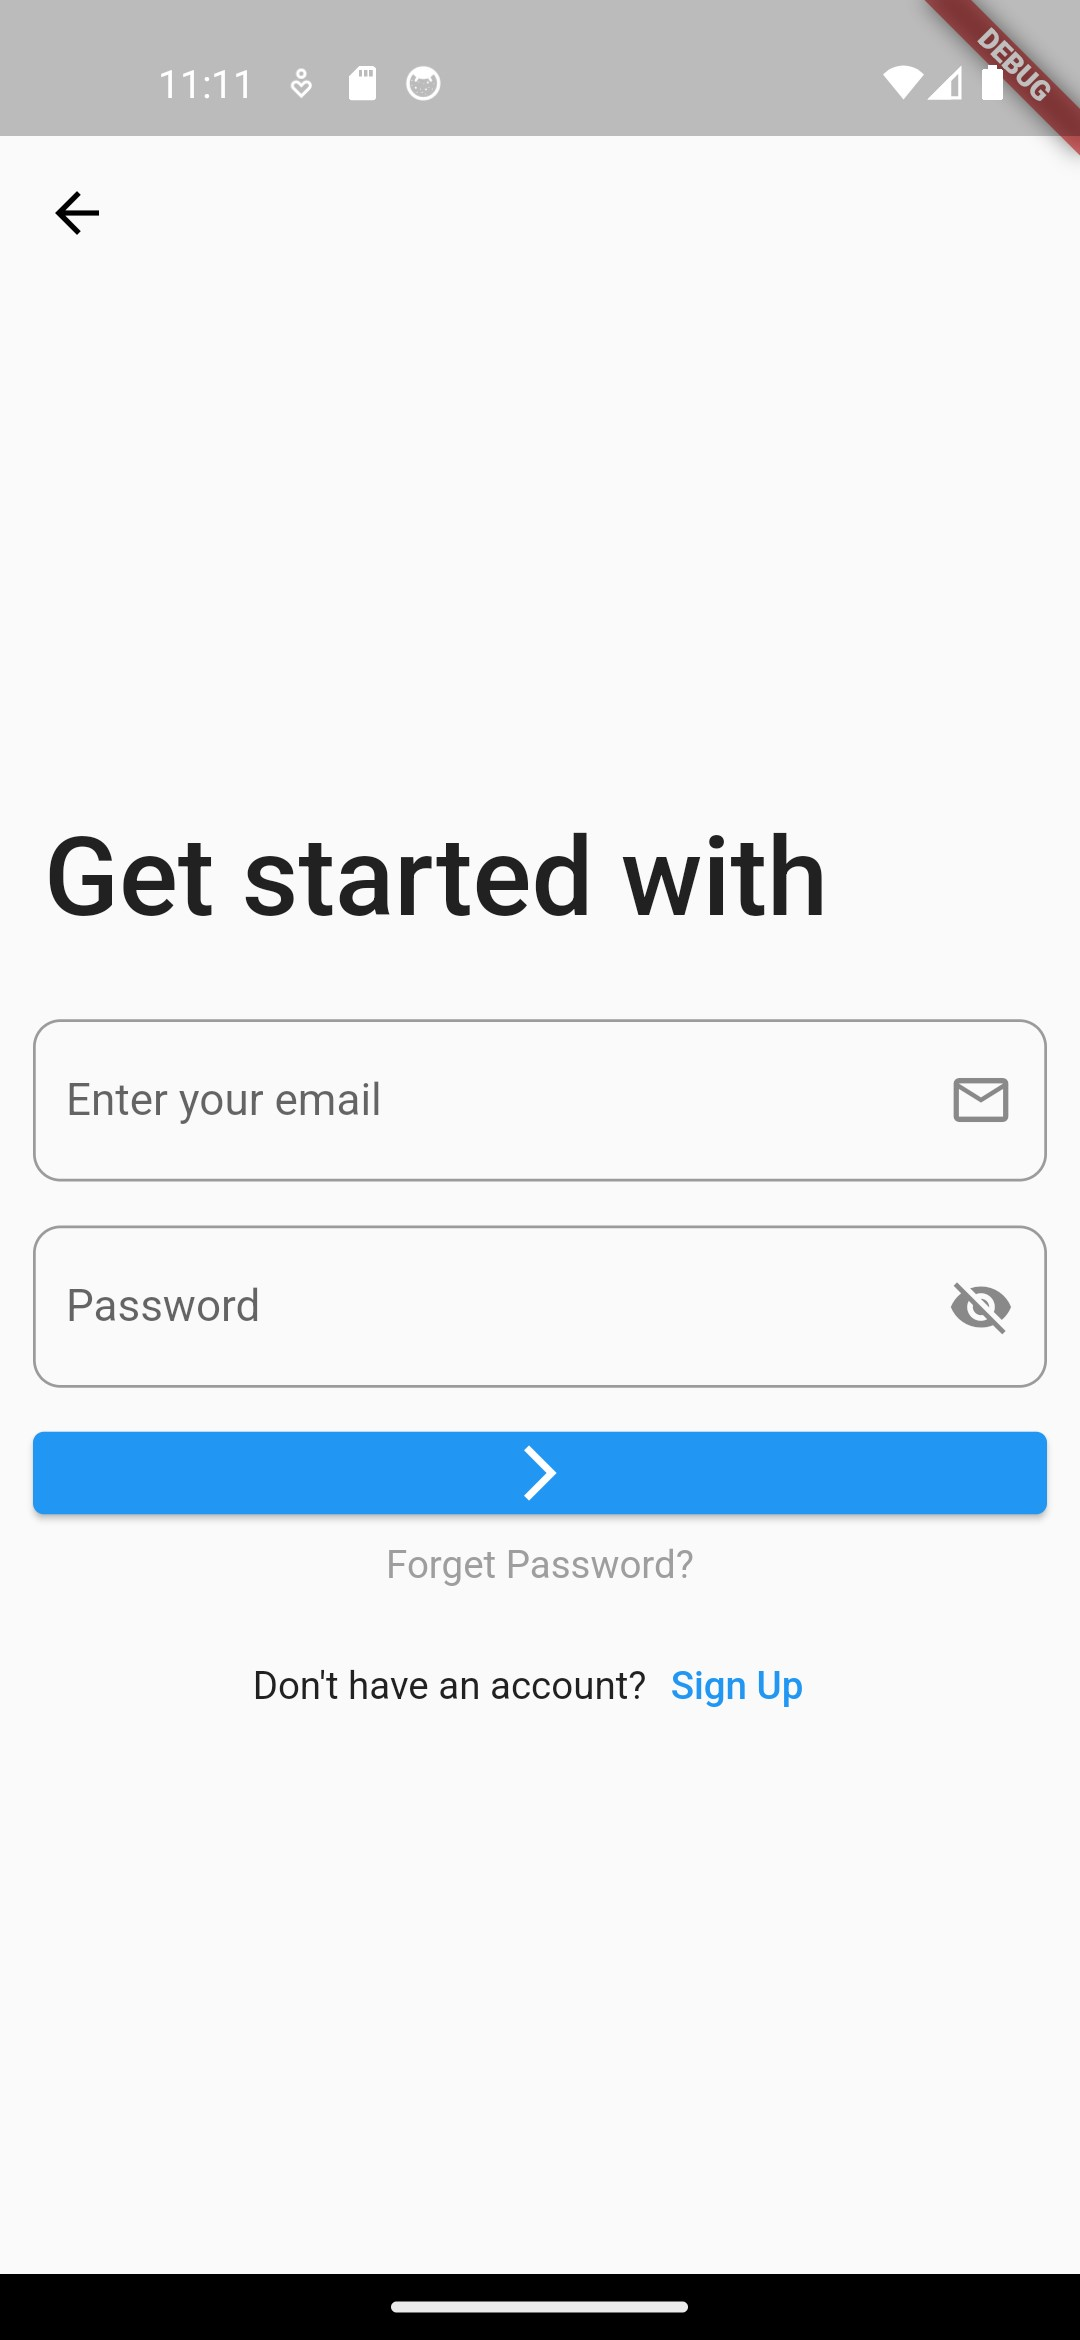 11:11
DEBUG
Get started with
Enter your email
Password
Forget Password?
Don't have an account? Sign Up